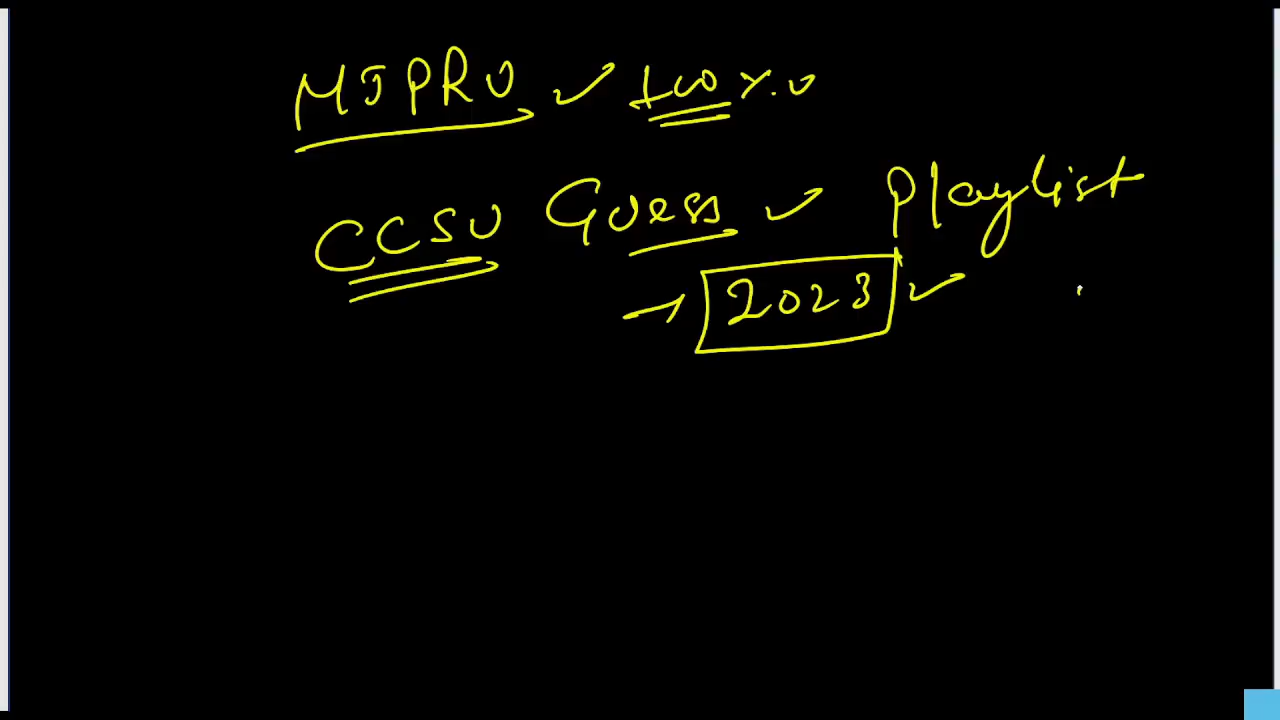 MJPRU ✓ 100%. ✓
CCSU Guess ✓ Playlist
→ 2023 ✓